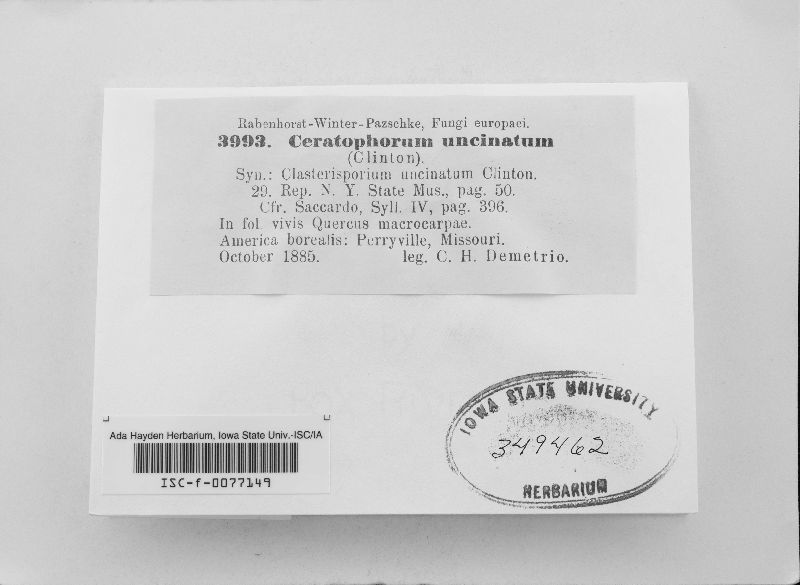 Rabenhorst-Winter-Pazschke, Fungi europaei.
3993. Ceratophorum uncinatum
(Clinton).
Syn.: Clasterisporium uncinatum Clinton.
29. Rep. N. Y. State Mus., pag. 50.
Cfr. Saccardo, Syll. IV, pag. 396.
In fol. vivis Quercus macrocarpae.
America borealis: Perryville, Missouri.
October 1885. leg. C. H. Demetrio.
IOWA STATE UNIVERSITY
349462
HERBARIUM
Ada Hayden Herbarium, Iowa State Univ.-ISC/IA
ISC-f-0077149